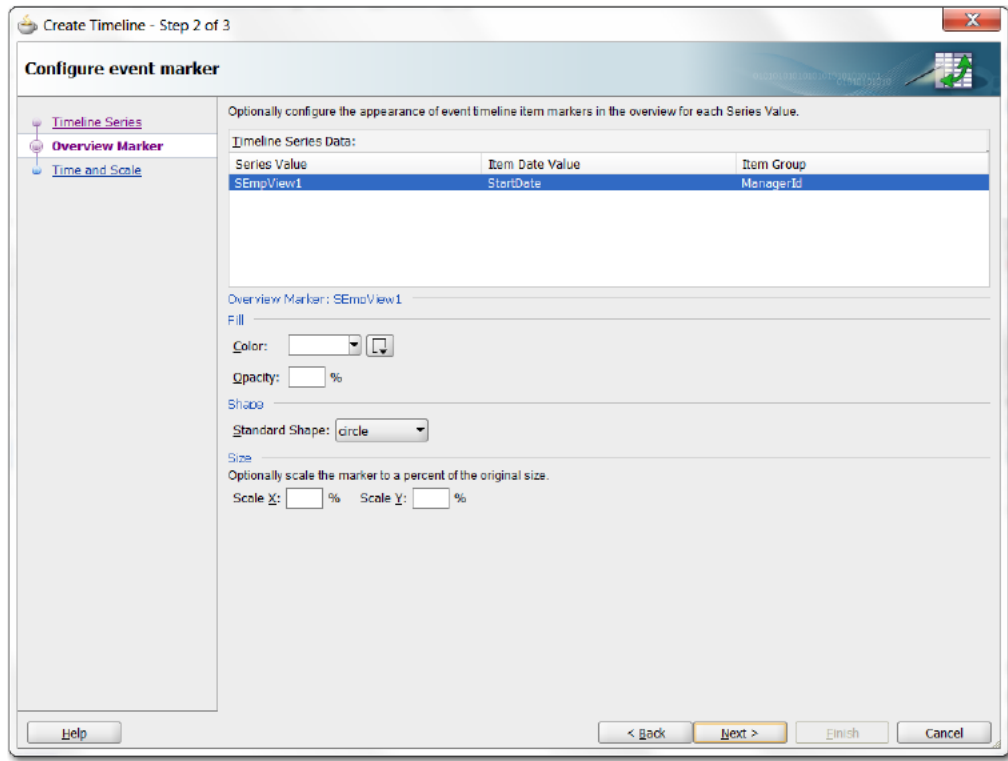 Create Timeline - Step 2 of 3
Configure event marker
Timeline Series
Overview Marker
Time and Scale
Optionally configure the appearance of event timeline item markers in the overview for each Series Value.
Timeline Series Data:
Series Value Item Date Value Item Group
SEmpView1 StartDate ManagerId
Overview Marker: SEmpView1
Fill
Color:
Opacity: %
Shape
Standard Shape: circle
Size
Optionally scale the marker to a percent of the original size.
Scale X: % Scale Y: %
Help < Back Next > Finish Cancel